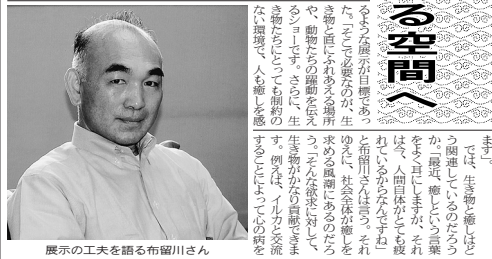 る空間へ
るような展示が目標であっ
た。「そこで必要なのが、生
き物と直にふれあえる場所
や、動物たちの躍動を伝え
るショーです。さらに、生
き物たちにとっても制約の
ない環境で、人も癒しを感
ます」。
では、生き物と癒しはど
う関連しているのだろう
か。「最近、癒しという言葉
をよく耳にしますが、それ
は今、人間自体がとても疲
れているからなんですね」
と布留川さんは言う。それ
ゆえに、社会全体が癒しを
求める風潮にあるのだろ
う。「そんな欲求に対して、
生き物がかなり貢献できま
す。例えば、イルカと交流
することによって心の病を
展示の工夫を語る布留川さん